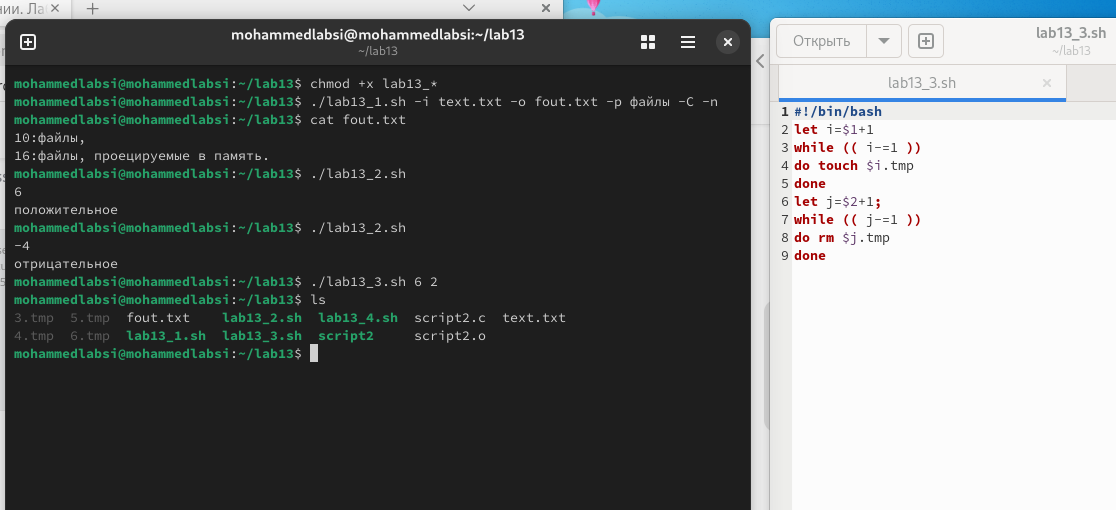 нии. Ла
mohammedlabsi@mohammedlabsi:~/lab13
~/lab13
mohammedlabsi@mohammedlabsi:~/lab13$ chmod +x lab13_*
mohammedlabsi@mohammedlabsi:~/lab13$ ./lab13_1.sh -i text.txt -o fout.txt -p файлы -C -n
mohammedlabsi@mohammedlabsi:~/lab13$ cat fout.txt
10:файлы,
16:файлы, проецируемые в память.
mohammedlabsi@mohammedlabsi:~/lab13$ ./lab13_2.sh
6
положительное
mohammedlabsi@mohammedlabsi:~/lab13$ ./lab13_2.sh
-4
отрицательное
mohammedlabsi@mohammedlabsi:~/lab13$ ./lab13_3.sh 6 2
mohammedlabsi@mohammedlabsi:~/lab13$ ls
3.tmp 5.tmp fout.txt lab13_2.sh lab13_4.sh script2.c text.txt
4.tmp 6.tmp lab13_1.sh lab13_3.sh script2 script2.o
mohammedlabsi@mohammedlabsi:~/lab13$
Открыть
lab13_3.sh
~/lab13
lab13_3.sh
1 #!/bin/bash
2 let i=$1+1
3 while (( i-=1 ))
4 do touch $i.tmp
5 done
6 let j=$2+1;
7 while (( j-=1 ))
8 do rm $j.tmp
9 done